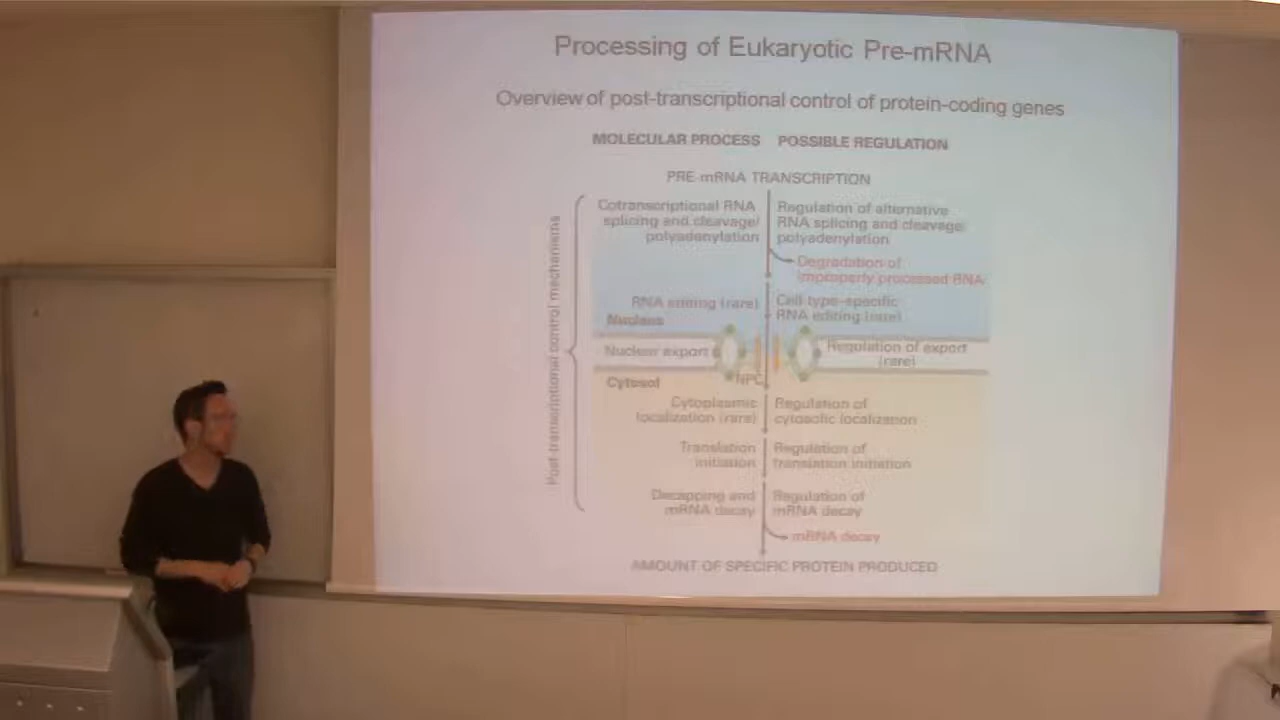 Processing of Eukaryotic Pre-mRNA
Overview of post-transcriptional control of protein-coding genes
MOLECULAR PROCESS POSSIBLE REGULATION
PRE-mRNA TRANSCRIPTION
Post-transcriptional control mechanisms
Cotranscriptional RNA
splicing and cleavage/
polyadenylation
Regulation of alternative
RNA splicing and cleavage/
polyadenylation
Degradation of
improperly processed RNA
RNA editing (rare)
Cell type-specific
RNA editing (rare)
Nucleus
Nuclear export
Regulation of export
(rare)
NPC
Cytosol
Cytoplasmic
localization (rare)
Regulation of
cytosolic localization
Translation
initiation
Regulation of
translation initiation
Decapping and
mRNA decay
Regulation of
mRNA decay
mRNA decay
AMOUNT OF SPECIFIC PROTEIN PRODUCED